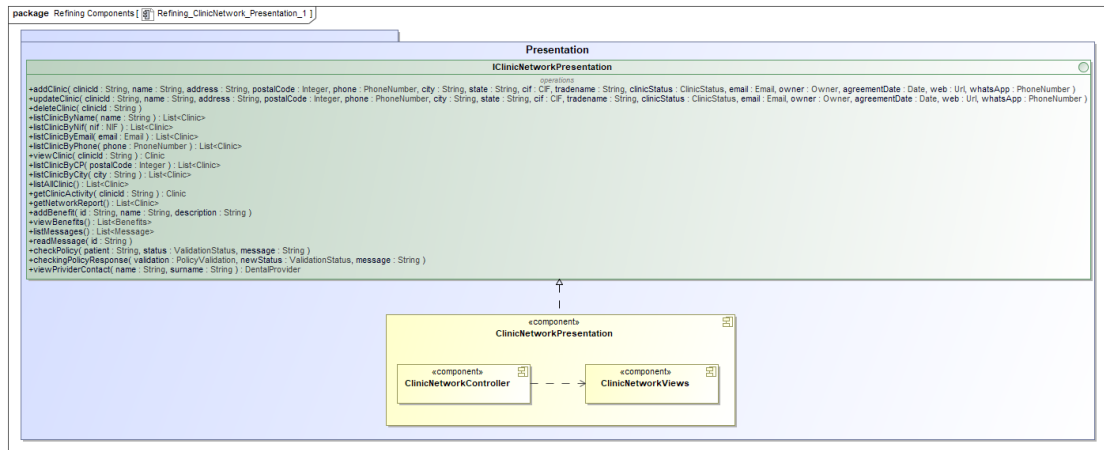 package Refining Components [ Refining_ClinicNetwork_Presentation_1 ]
Presentation
IClinicNetworkPresentation
operations
+addClinic( clinicId : String, name : String, address : String, postalCode : Integer, phone : PhoneNumber, city : String, state : String, cif : CIF, tradename : String, clinicStatus : ClinicStatus, email : Email, owner : Owner, agreementDate : Date, web : Url, whatsApp : PhoneNumber )
+updateClinic( clinicId : String, name : String, address : String, postalCode : Integer, phone : PhoneNumber, city : String, state : String, cif : CIF, tradename : String, clinicStatus : ClinicStatus, email : Email, owner : Owner, agreementDate : Date, web : Url, whatsApp : PhoneNumber )
+deleteClinic( clinicId : String )
+listClinicByName( name : String ) : List<Clinic>
+listClinicByNif( nif : NIF ) : List<Clinic>
+listClinicByEmail( email : Email ) : List<Clinic>
+listClinicByPhone( phone : PhoneNumber ) : List<Clinic>
+viewClinic( clinicId : String ) : Clinic
+listClinicByCP( postalCode : Integer ) : List<Clinic>
+listClinicByCity( city : String ) : List<Clinic>
+listAllClinic() : List<Clinic>
+getClinicActivity( clinicId : String ) : Clinic
+getNetworkReport() : List<Clinic>
+addBenefit( id : String, name : String, description : String )
+viewBenefits() : List<Benefits>
+listMessages() : List<Message>
+readMessage( id : String )
+checkPolicy( patient : String, status : ValidationStatus, message : String )
+checkingPolicyResponse( validation : PolicyValidation, newStatus : ValidationStatus, message : String )
+viewPrividerContact( name : String, surname : String ) : DentalProvider
«component»
ClinicNetworkPresentation
«component»
ClinicNetworkController
«component»
ClinicNetworkViews